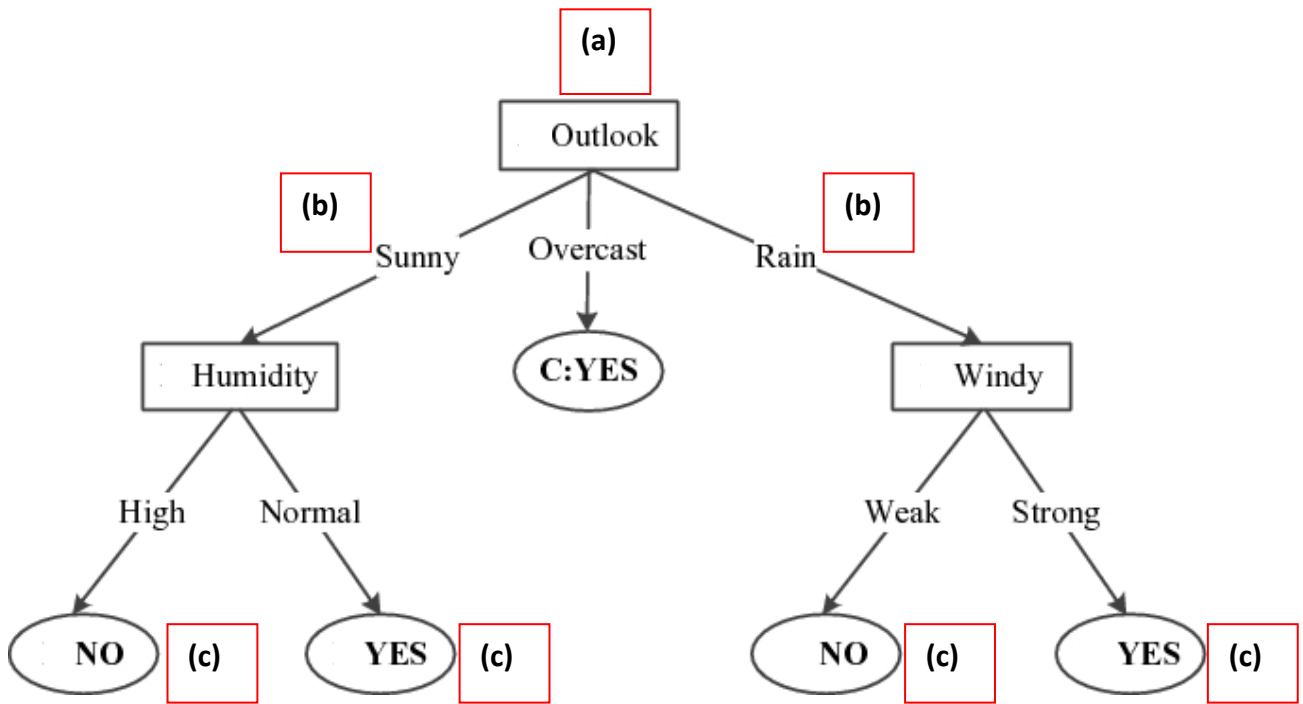 (a)
Outlook
(b)
(b)
Sunny
Overcast
Rain
Humidity
C:YES
Windy
High
Normal
Weak
Strong
NO
(c)
YES
(c)
NO
(c)
YES
(c)